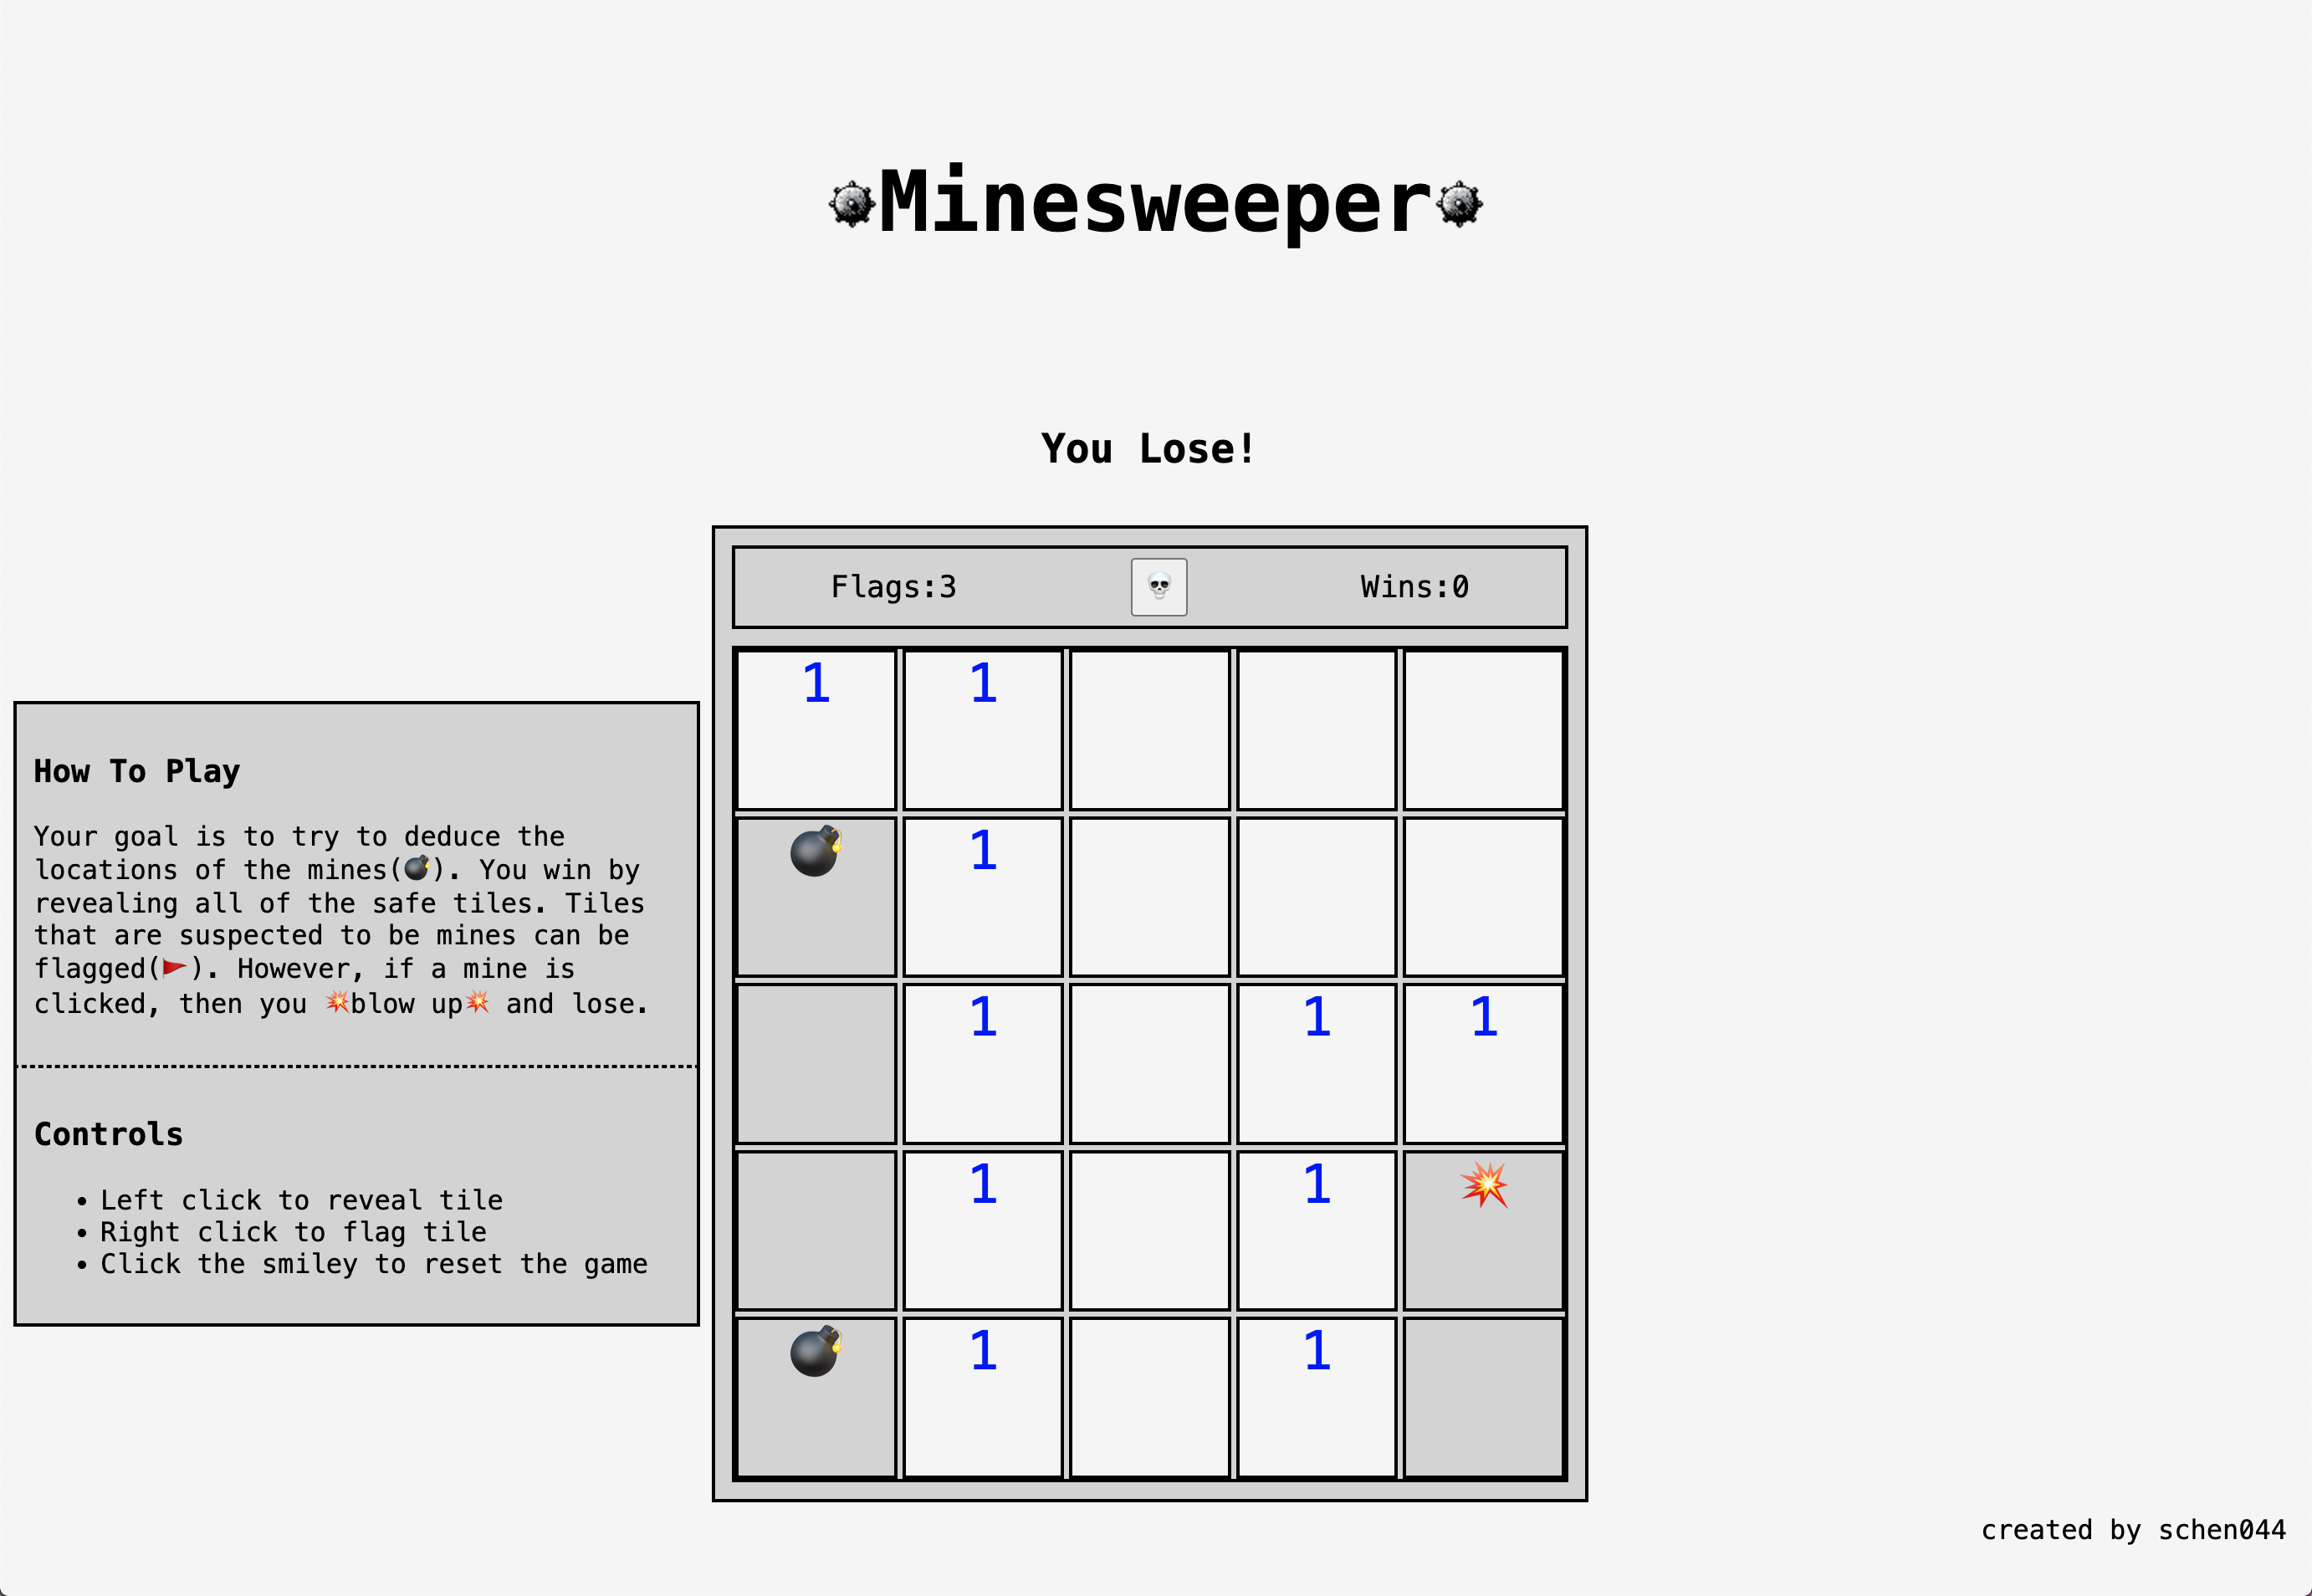 Minesweeper
You Lose!
Flags:3 Wins:0
1 1
1
1 1 1
1 1
1 1
How To Play
Your goal is to try to deduce the
locations of the mines(💣). You win by
revealing all of the safe tiles. Tiles
that are suspected to be mines can be
flagged(🚩). However, if a mine is
clicked, then you 💥blow up💥 and lose.
Controls
• Left click to reveal tile
• Right click to flag tile
• Click the smiley to reset the game
created by schen044